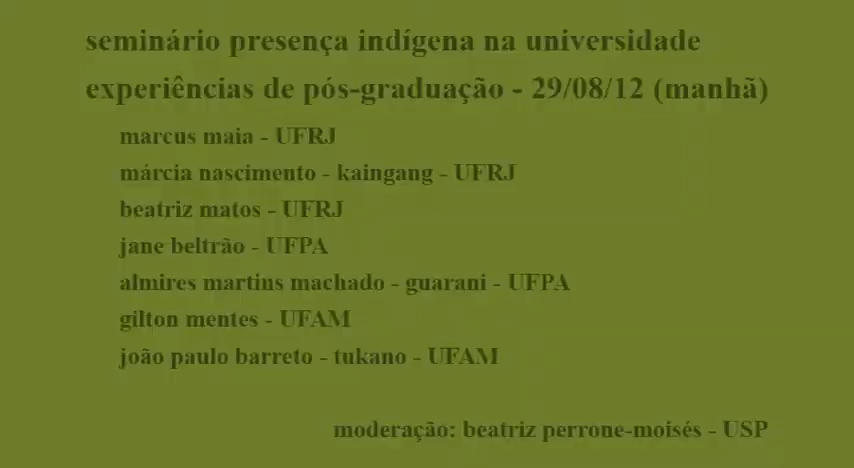 seminário presença indígena na universidade
experiências de pós-graduação - 29/08/12 (manhã)
marcus maia - UFRJ
márcia nascimento - kaingang - UFRJ
beatriz matos - UFRJ
jane beltrão - UFPA
almires martins machado - guarani - UFPA
gilton mentes - UFAM
joão paulo barreto - tukano - UFAM
moderação: beatriz perrone-moisés - USP